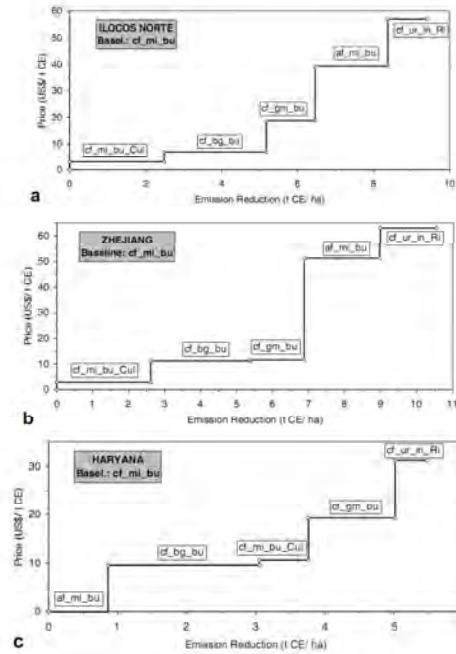 ILOCOS NORTE
Basel.: cf_mi_bu
60
50
40
30
20
10
0
Price (US$/ t CE)
cf_mi_bu_Cul
cf_bg_bu
cf_gm_bu
af_mi_bu
cf_ur_in_Ri
0 2 4 6 8 10
a
Emission Reduction (t CE/ ha)
ZHEJIANG
Baseline: cf_mi_bu
60
50
40
30
20
10
0
Price (US$/ t CE)
cf_mi_bu_Cul
cf_bg_bu
cf_gm_bu
af_mi_bu
cf_ur_in_Ri
0 1 2 3 4 5 6 7 8 9 10 11
b
Emission Reduction (t CE/ ha)
HARYANA
Basel.: cf_mi_bu
30
20
10
0
Price (US$/ t CE)
af_mi_bu
cf_bg_bu
cf_mi_bu_Cul
cf_gm_bu
cf_ur_in_Ri
0 1 2 3 4 5
c
Emission Reduction (t CE/ ha)